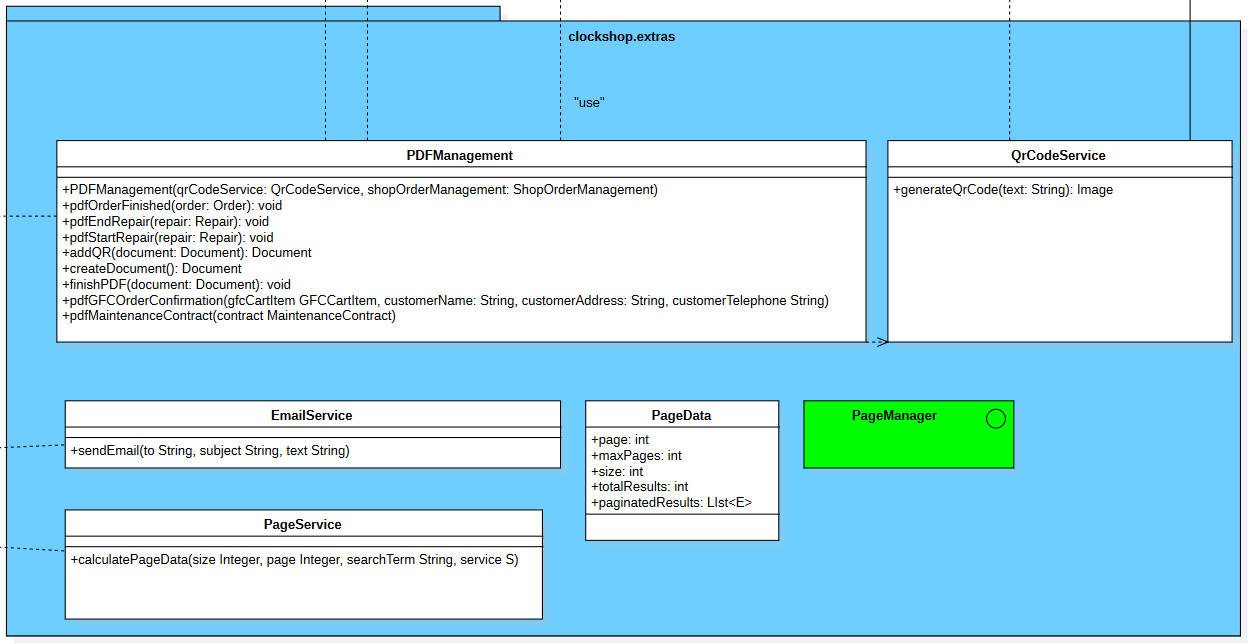 clockshop.extras
"use"
PDFManagement
+PDFManagement(qrCodeService: QrCodeService, shopOrderManagement: ShopOrderManagement)
+pdfOrderFinished(order: Order): void
+pdfEndRepair(repair: Repair): void
+pdfStartRepair(repair: Repair): void
+addQR(document: Document): Document
+createDocument(): Document
+finishPDF(document: Document): void
+pdfGFCOrderConfirmation(gfcCartItem GFCCartItem, customerName: String, customerAddress: String, customerTelephone String)
+pdfMaintenanceContract(contract MaintenanceContract)
QrCodeService
+generateQrCode(text: String): Image
EmailService
+sendEmail(to String, subject String, text String)
PageData
+page: int
+maxPages: int
+size: int
+totalResults: int
+paginatedResults: LIst<E>
PageManager
PageService
+calculatePageData(size Integer, page Integer, searchTerm String, service S)